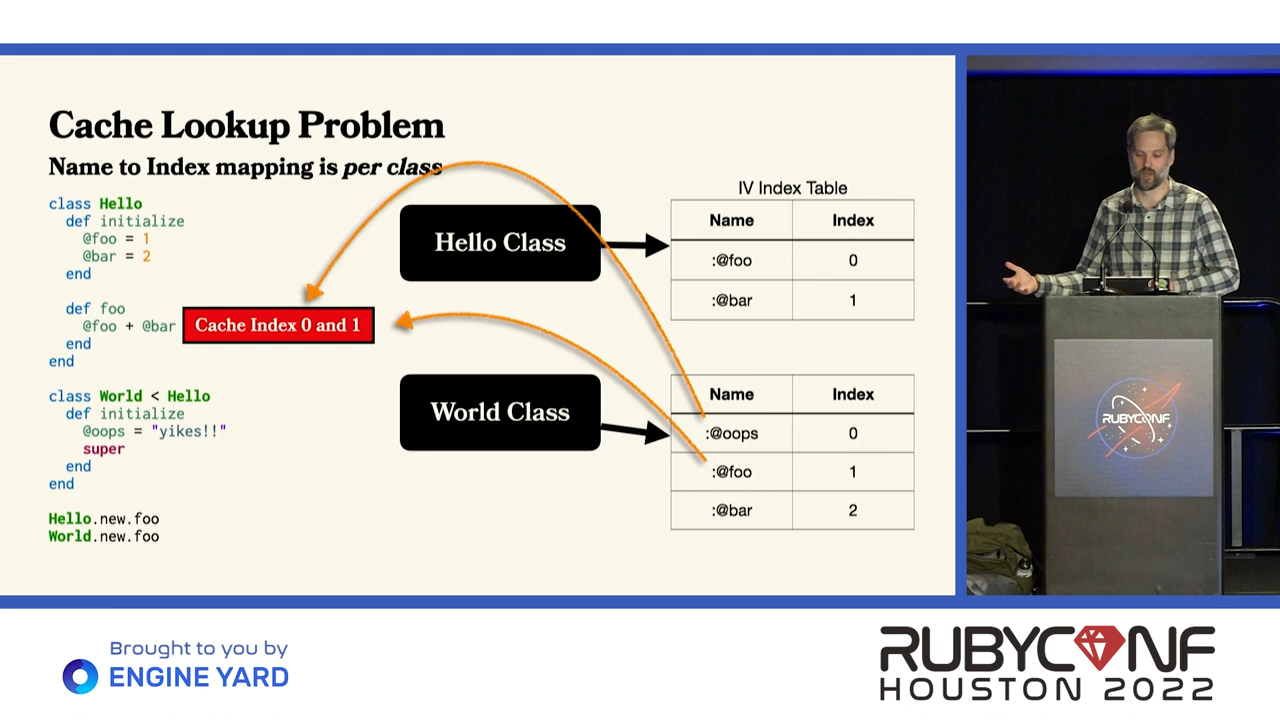 Cache Lookup Problem
Name to Index mapping is per class
class Hello
def initialize
@foo = 1
@bar = 2
end
def foo
@foo + @bar
end
end
class World < Hello
def initialize
@oops = "yikes!!"
super
end
end
Hello.new.foo
World.new.foo
Cache Index 0 and 1
Hello Class
World Class
IV Index Table
Name Index
:@foo 0
:@bar 1
Name Index
:@oops 0
:@foo 1
:@bar 2
RUBYCONF
Brought to you by
ENGINE YARD
RUBYCONF
HOUSTON 2022